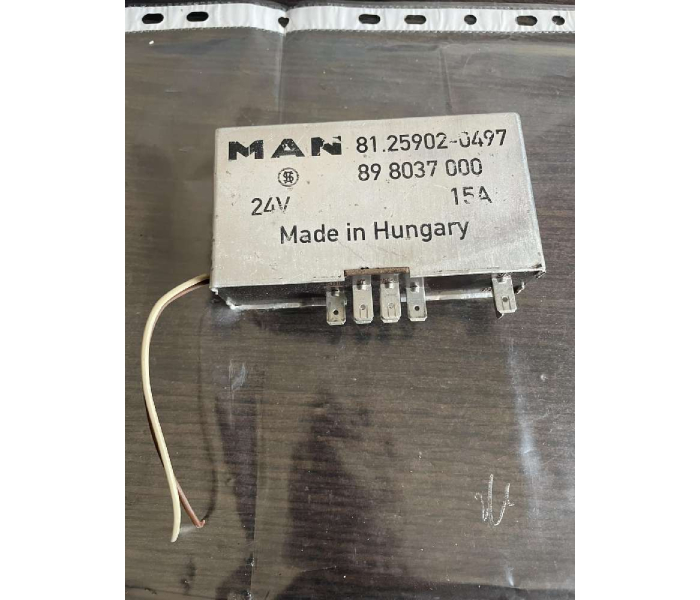 MAN 81.25902-0497
89 8037 000
24V 15A
Made in Hungary